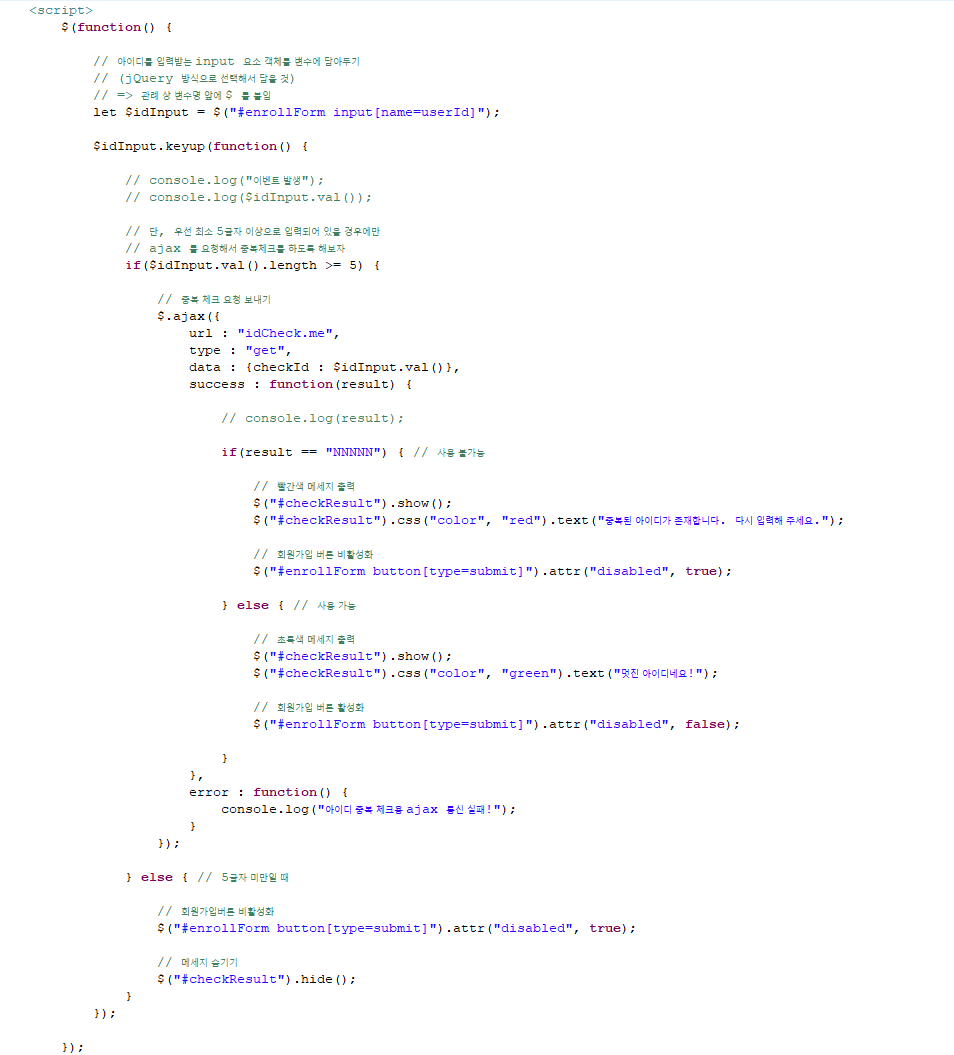 <script>
$(function() {
// 아이디를 입력받는 input 요소 객체를 변수에 담아두기
// (jQuery 방식으로 선택해서 담을 것)
// => 관례 상 변수명 앞에 $ 를 붙임
let $idInput = $("#enrollForm input[name=userId]");
$idInput.keyup(function() {
// console.log("이벤트 발생");
// console.log($idInput.val());
// 단, 우선 최소 5글자 이상으로 입력되어 있을 경우에만
// ajax 를 요청해서 중복체크를 하도록 해보자
if($idInput.val().length >= 5) {
// 중복 체크 요청 보내기
$.ajax({
url : "idCheck.me",
type : "get",
data : {checkId : $idInput.val()},
success : function(result) {
// console.log(result);
if(result == "NNNNN") { // 사용 불가능
// 빨간색 메세지 출력
$("#checkResult").show();
$("#checkResult").css("color", "red").text("중복된 아이디가 존재합니다. 다시 입력해 주세요.");
// 회원가입 버튼 비활성화
$("#enrollForm button[type=submit]").attr("disabled", true);
} else { // 사용 가능
// 초록색 메세지 출력
$("#checkResult").show();
$("#checkResult").css("color", "green").text("멋진 아이디네요!");
// 회원가입 버튼 활성화
$("#enrollForm button[type=submit]").attr("disabled", false);
}
},
error : function() {
console.log("아이디 중복 체크용 ajax 통신 실패!");
}
});
} else { // 5글자 미만일 때
// 회원가입버튼 비활성화
$("#enrollForm button[type=submit]").attr("disabled", true);
// 메세지 숨기기
$("#checkResult").hide();
}
});
});